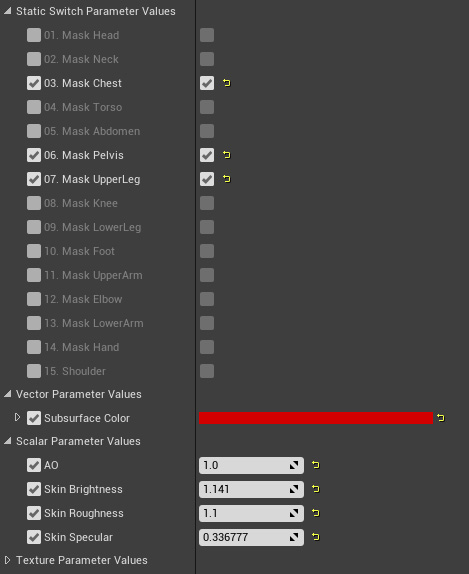 Static Switch Parameter Values
01. Mask Head
02. Mask Neck
03. Mask Chest
04. Mask Torso
05. Mask Abdomen
06. Mask Pelvis
07. Mask UpperLeg
08. Mask Knee
09. Mask LowerLeg
10. Mask Foot
11. Mask UpperArm
12. Mask Elbow
13. Mask LowerArm
14. Mask Hand
15. Shoulder
Vector Parameter Values
Subsurface Color
Scalar Parameter Values
AO 1.0
Skin Brightness 1.141
Skin Roughness 1.1
Skin Specular 0.336777
Texture Parameter Values